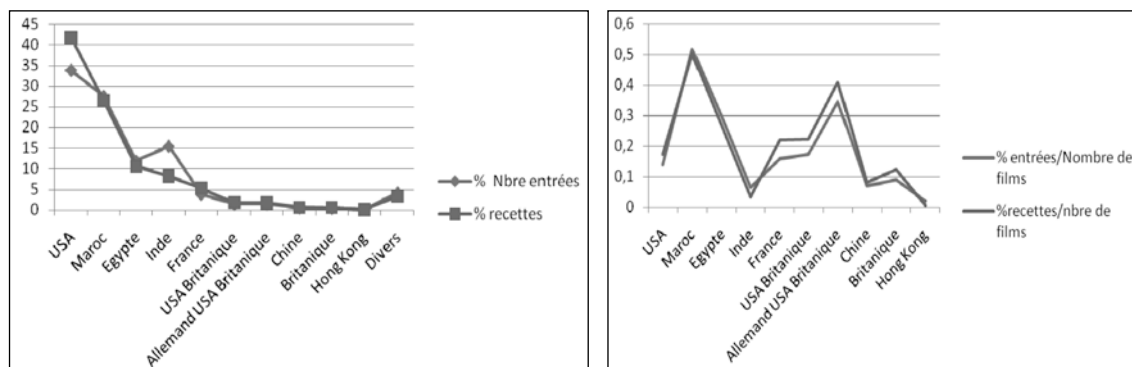 45
40
35
30
25
20
15
10
5
0
USA
Maroc
Egypte
Inde
France
USA Britanique
Allemand USA Britanique
Chine
Britanique
Hong Kong
Divers
% Nbre entrées
% recettes
0,6
0,5
0,4
0,3
0,2
0,1
0
USA
Maroc
Egypte
Inde
France
USA Britanique
Allemand USA Britanique
Chine
Britanique
Hong Kong
% entrées/Nombre de
films
%recettes/nbre de
films